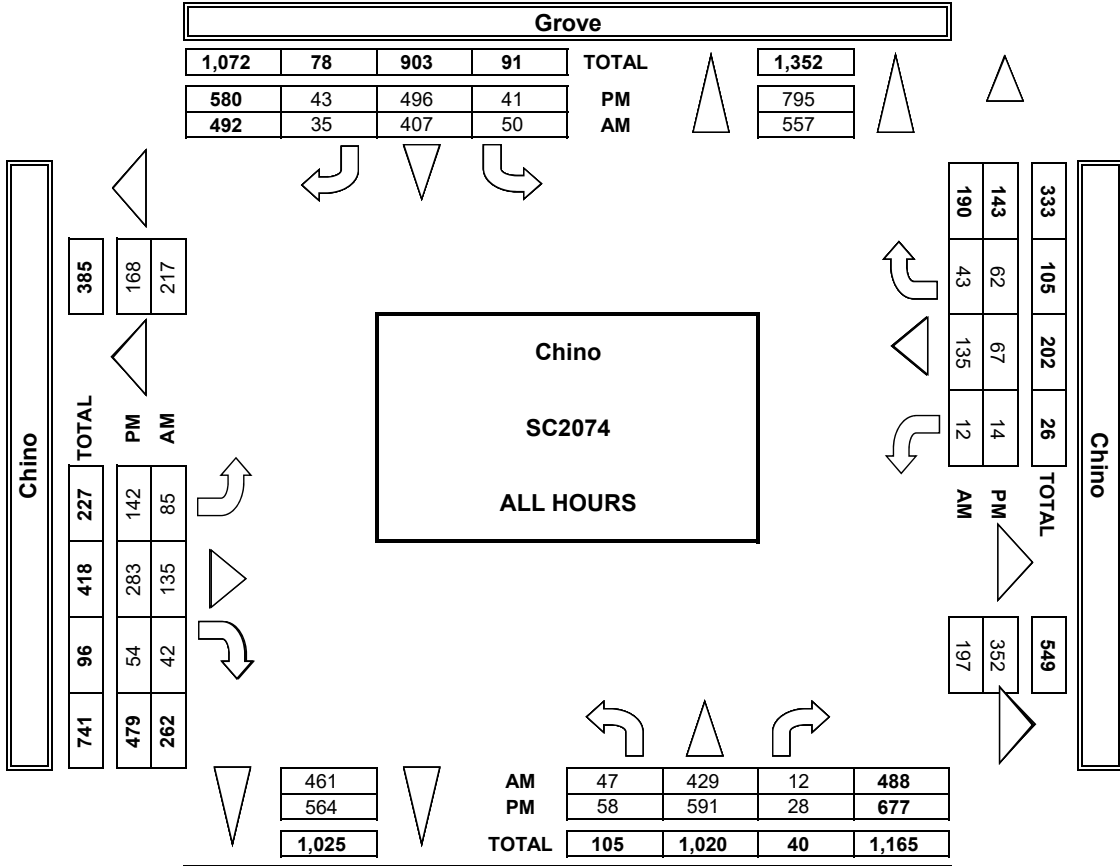 Grove
1,072 78 903 91 TOTAL 1,352
580 43 496 41 PM 795
492 35 407 50 AM 557
Chino
385 168 217
TOTAL PM AM
227 142 85
418 283 135
96 54 42
741 479 262
Chino
SC2074
ALL HOURS
190 143 333
43 62 105
135 67 202
12 14 26
AM PM TOTAL
197 352 549
Chino
461 AM 47 429 12 488
564 PM 58 591 28 677
1,025 TOTAL 105 1,020 40 1,165